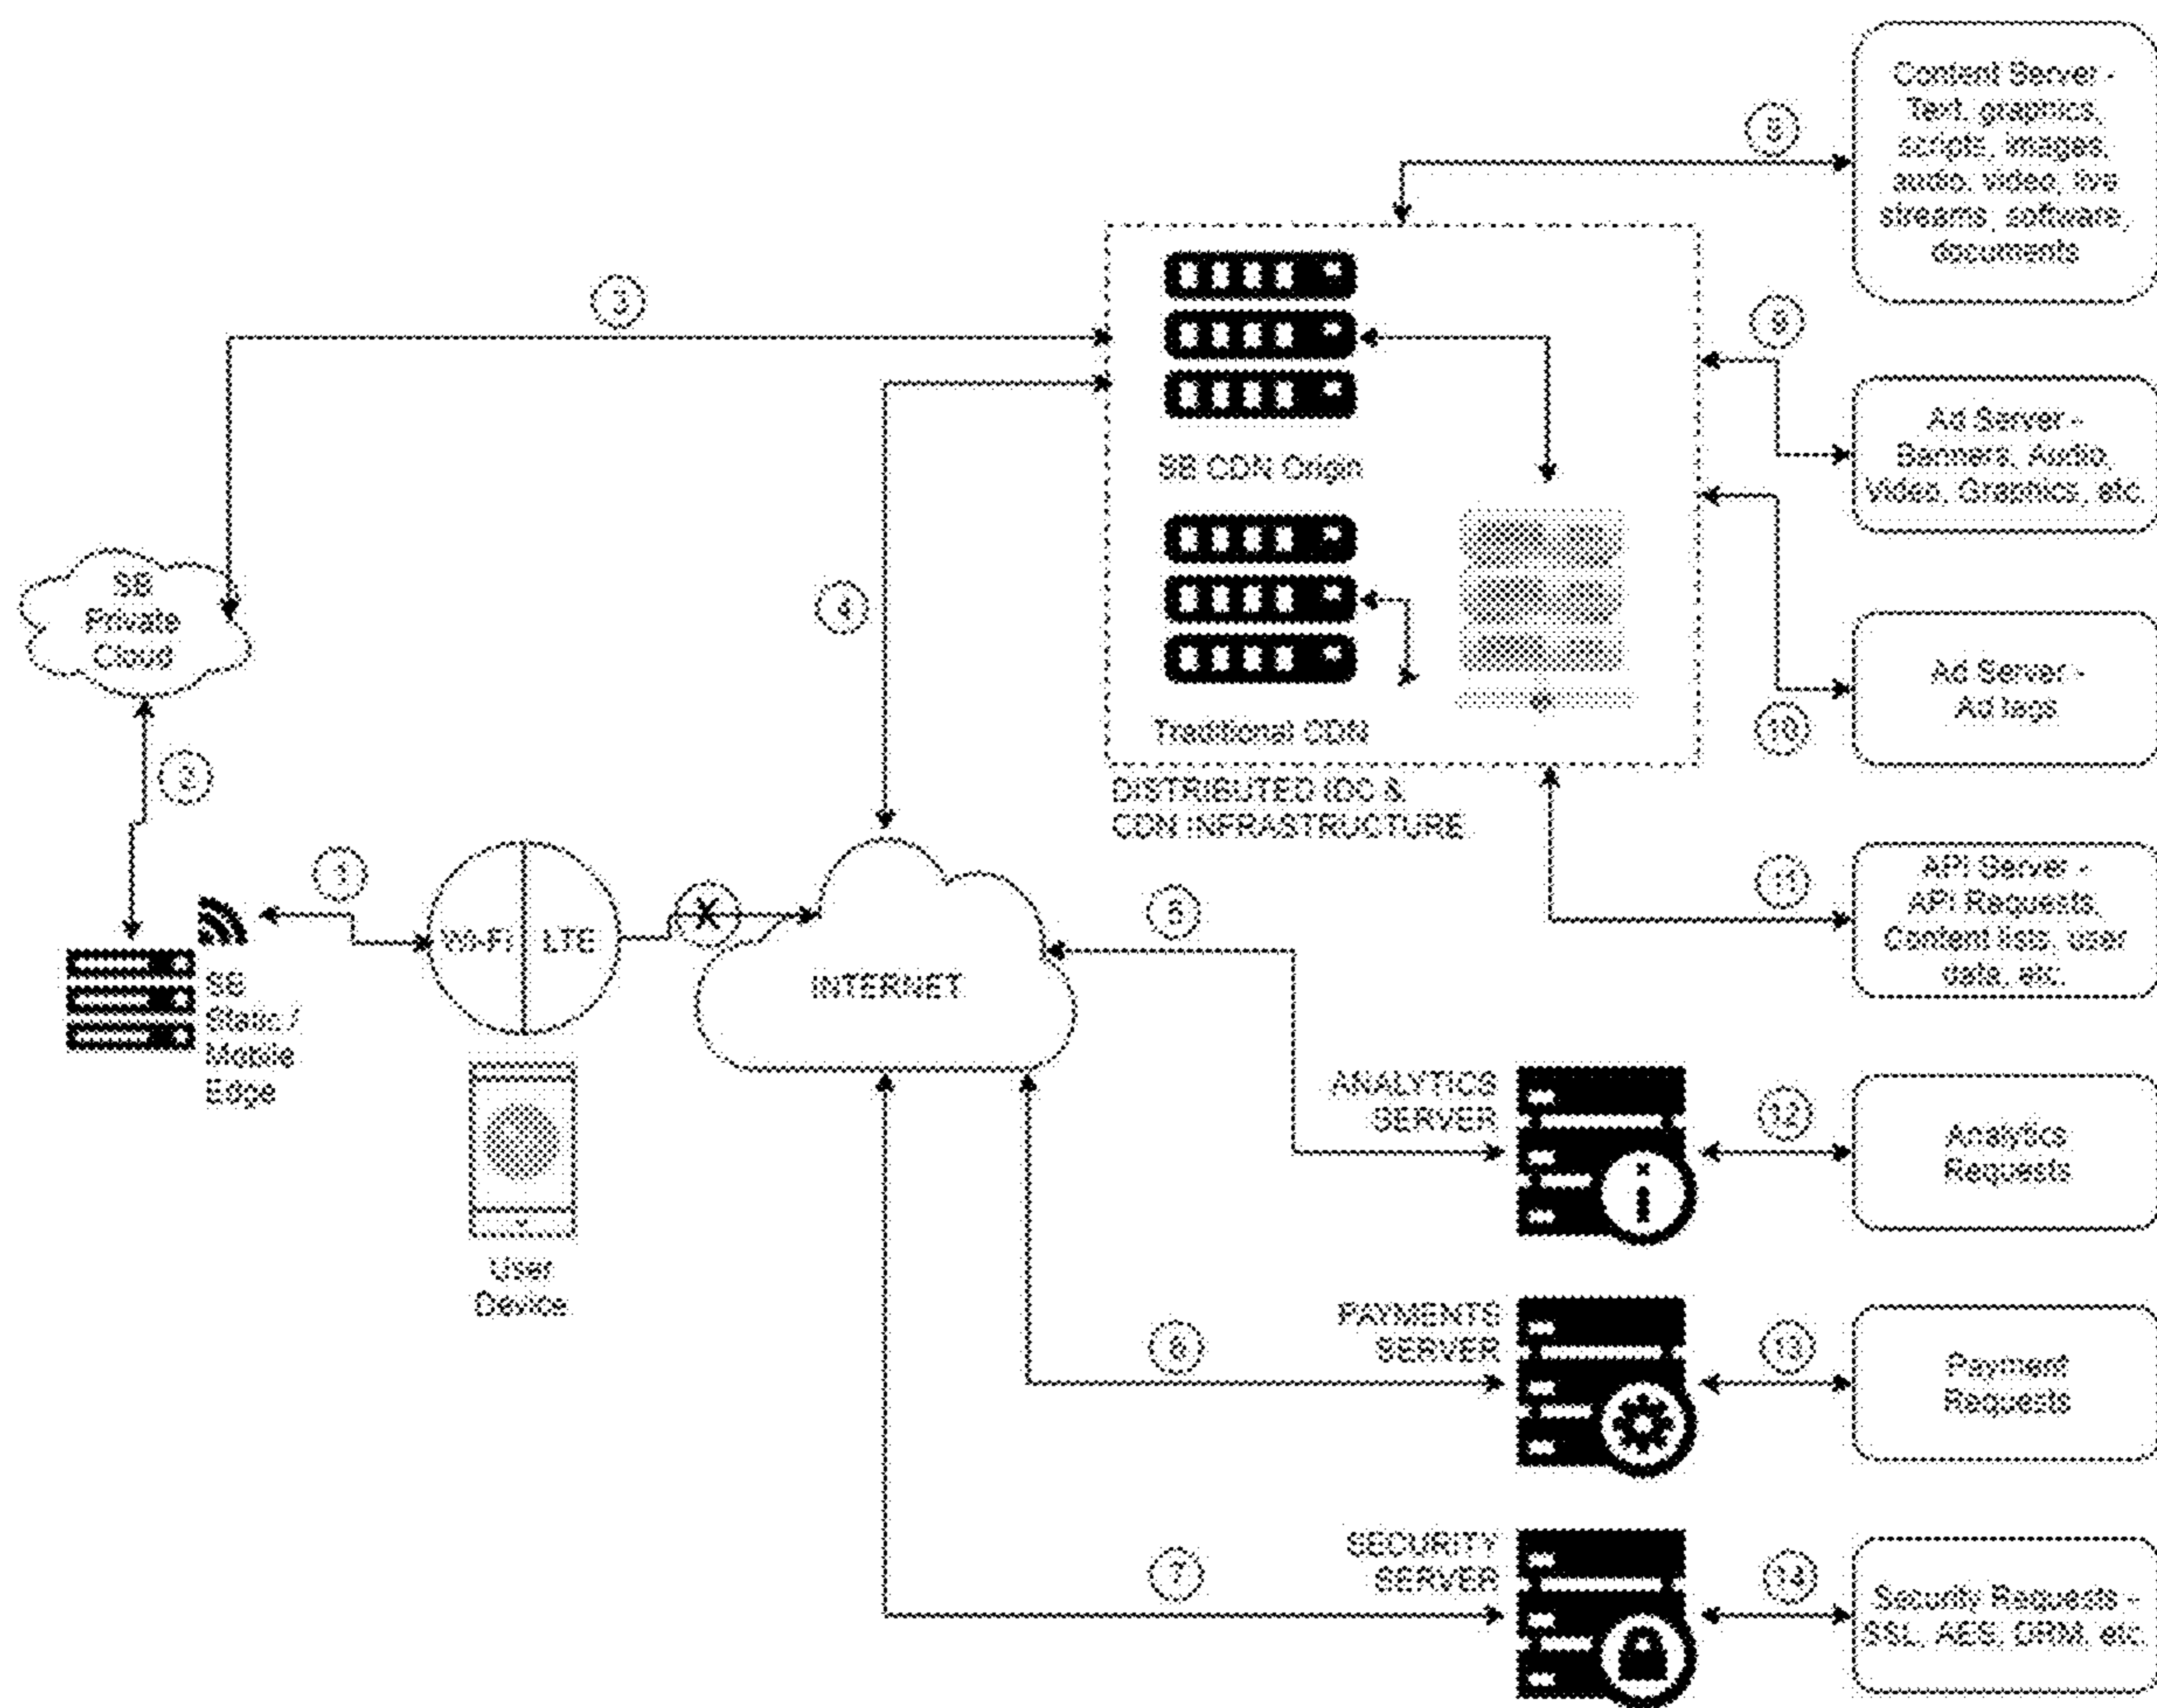 8
Content Server -
Text, graphics,
scripts, images,
audio, video, live
streams, software,
documents
3
9
Ad Server -
Banners, Audio,
Video, Graphics, etc.
SB CDN Origin
SB
Private
Cloud
4
10
Ad Server -
Ad tags
Traditional CDN
2
DISTRIBUTED IDC &
CDN INFRASTRUCTURE
1
11
API Server -
API Requests,
Content lists, user
data, etc.
5
Wi-Fi
LTE
INTERNET
SB
Static /
Mobile
Edge
ANALYTICS
SERVER
12
Analytics
Requests
User
Device
PAYMENTS
SERVER
6
13
Payment
Requests
SECURITY
SERVER
7
14
Security Requests -
SSL, AES, DRM, etc.